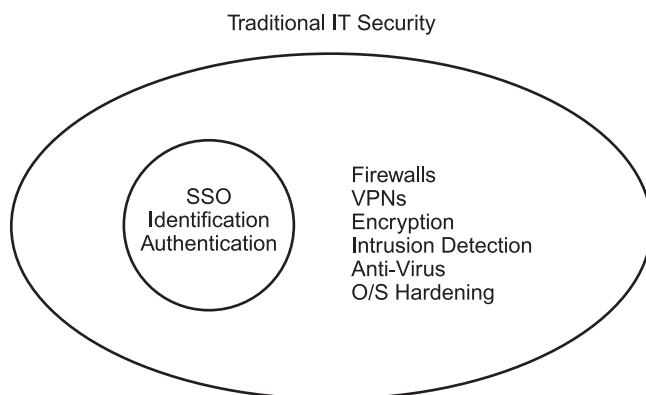 Traditional IT Security
SSO
Identification
Authentication
Firewalls
VPNs
Encryption
Intrusion Detection
Anti-Virus
O/S Hardening